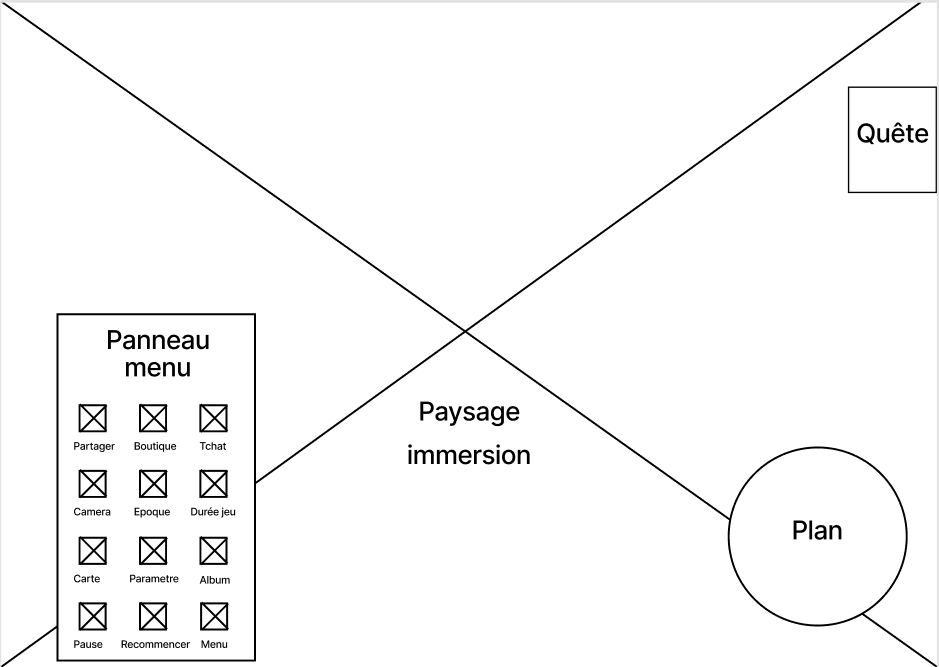 Quête
Panneau
menu
Partager Boutique Tchat
Camera Epoque Durée jeu
Carte Parametre Album
Pause Recommencer Menu
Paysage
immersion
Plan